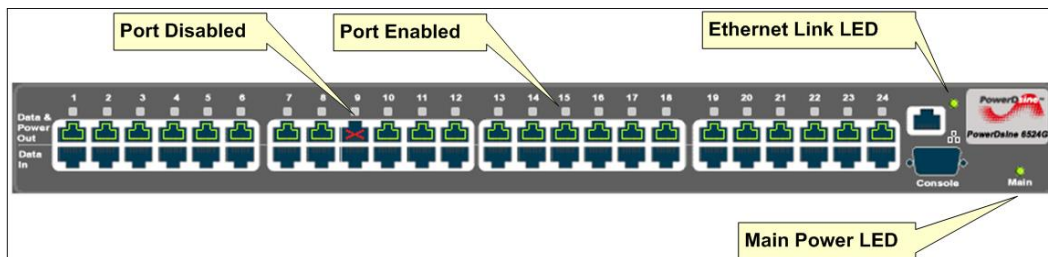 Port Disabled
Port Enabled
Ethernet Link LED
1 2 3 4 5 6 7 8 9 10 11 12 13 14 15 16 17 18 19 20 21 22 23 24
Data &
Power
Out
Data
In
PowerDsine™
PowerDsine 6524G
Console
Main
Main Power LED